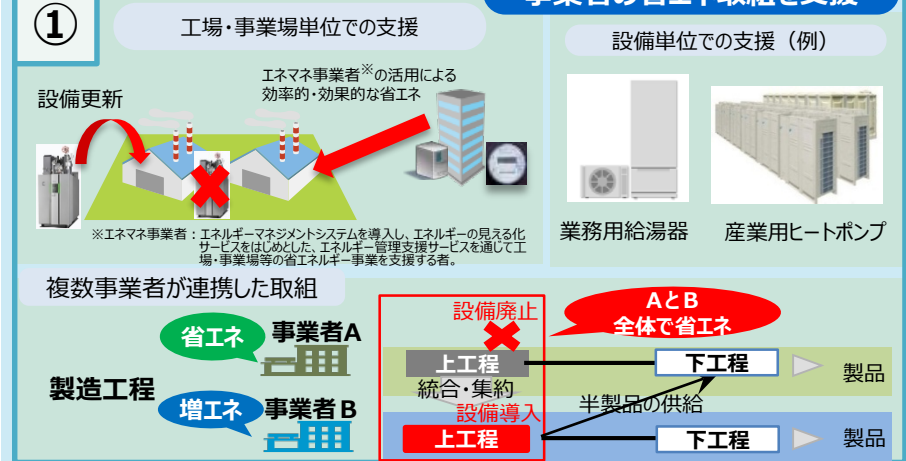 事業者の省エネ取組を支援
①
工場・事業場単位での支援
設備単位での支援（例）
エネマネ事業者※の活用による
効率的・効果的な省エネ
設備更新
※エネマネ事業者：エネルギーマネジメントシステムを導入し、エネルギーの見える化
サービスをはじめとした、エネルギー管理支援サービスを通じて工
場・事業場等の省エネルギー事業を支援する者。
業務用給湯器
産業用ヒートポンプ
複数事業者が連携した取組
製造工程
省エネ
事業者A
増エネ
事業者B
設備廃止
上工程
統合・集約
設備導入
上工程
AとB
全体で省エネ
下工程
製品
半製品の供給
下工程
製品